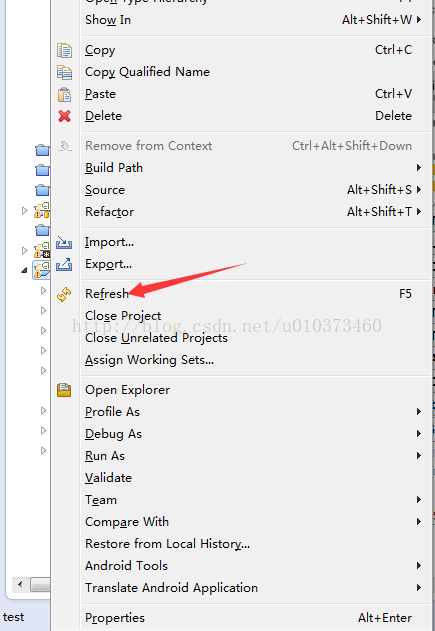 Open Type Hierarchy F4
Show In Alt+Shift+W
Copy Ctrl+C
Copy Qualified Name
Paste Ctrl+V
Delete Delete
Remove from Context Ctrl+Alt+Shift+Down
Build Path
Source Alt+Shift+S
Refactor Alt+Shift+T
Import...
Export...
Refresh F5
Close Project
http://blog.csdn.net/u010373460
Close Unrelated Projects
Assign Working Sets...
Open Explorer
Profile As
Debug As
Run As
Validate
Team
Compare With
Restore from Local History...
Android Tools
Translate Android Application
test
Properties Alt+Enter